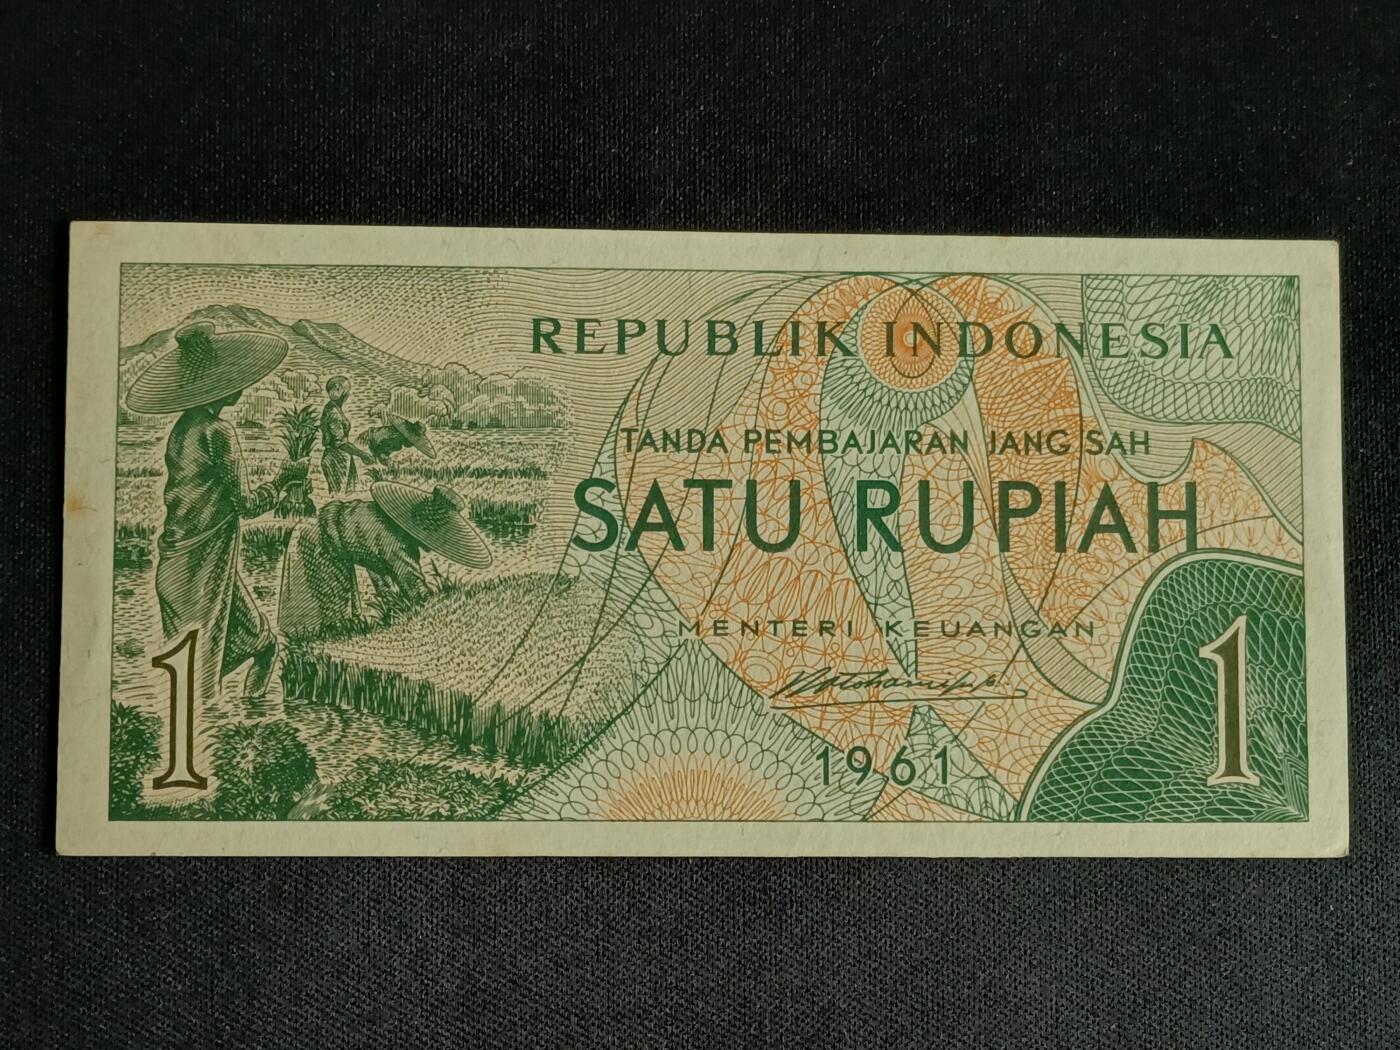 REPUBLIK INDONESIA
TANDA PEMBAJARAN JANG SAH
SATU RUPIAH
MENTERI KEUANGAN
1961
1
1